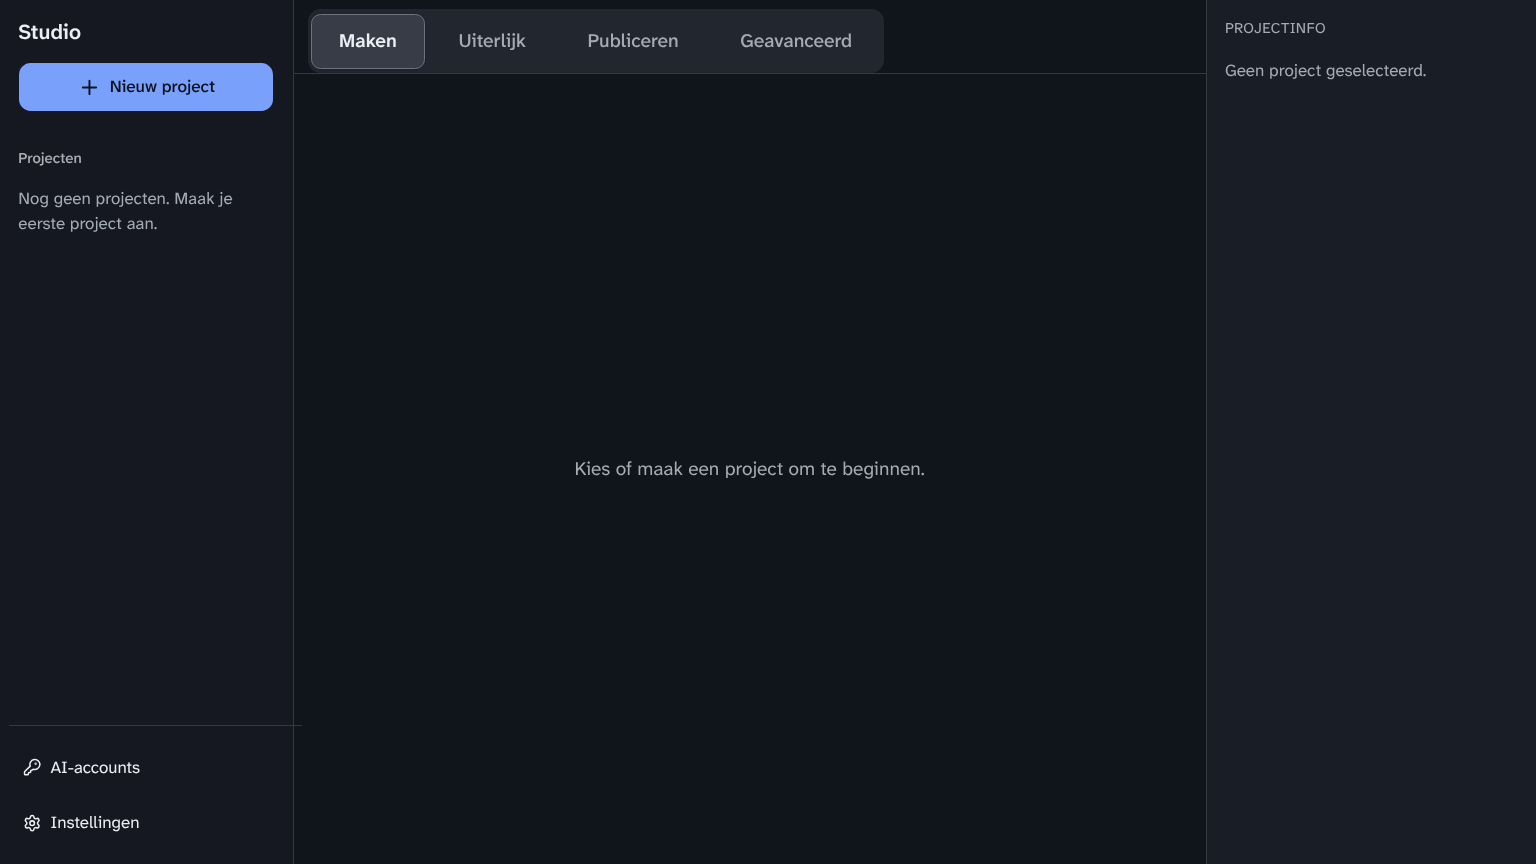 Studio
Nieuw project
Projecten
Nog geen projecten. Maak je
eerste project aan.
AI-accounts
Instellingen
Maken
Uiterlijk
Publiceren
Geavanceerd
Kies of maak een project om te beginnen.
PROJECTINFO
Geen project geselecteerd.